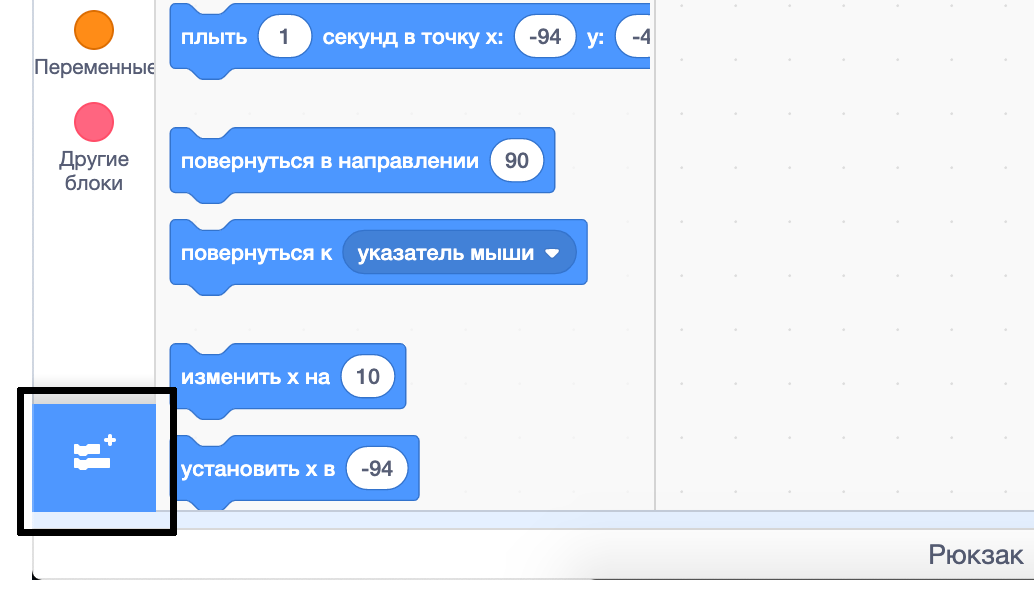 Переменные
Другие
блоки
плыть 1 секунд в точку x: -94 y: -4
повернуться в направлении 90
повернуться к указатель мыши
изменить x на 10
установить x в -94
Рюкзак